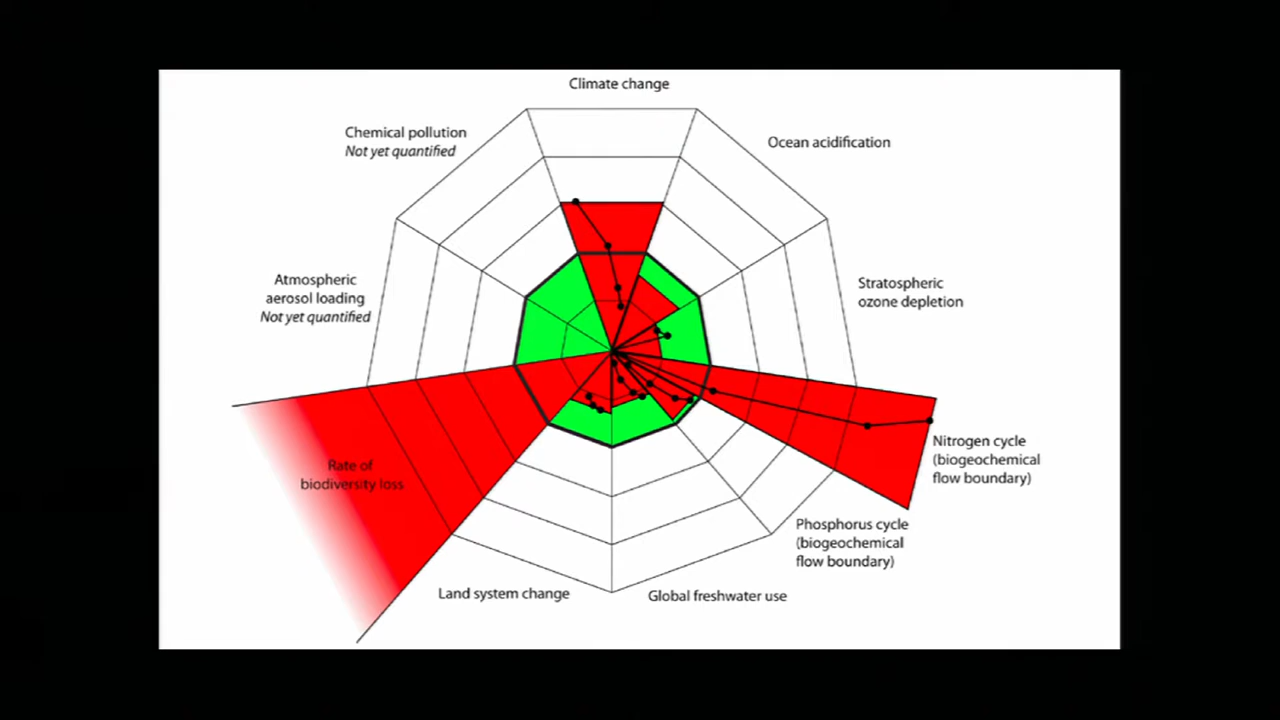 Climate change
Ocean acidification
Stratospheric
ozone depletion
Nitrogen cycle
(biogeochemical
flow boundary)
Phosphorus cycle
(biogeochemical
flow boundary)
Global freshwater use
Land system change
Rate of
biodiversity loss
Atmospheric
aerosol loading
Not yet quantified
Chemical pollution
Not yet quantified